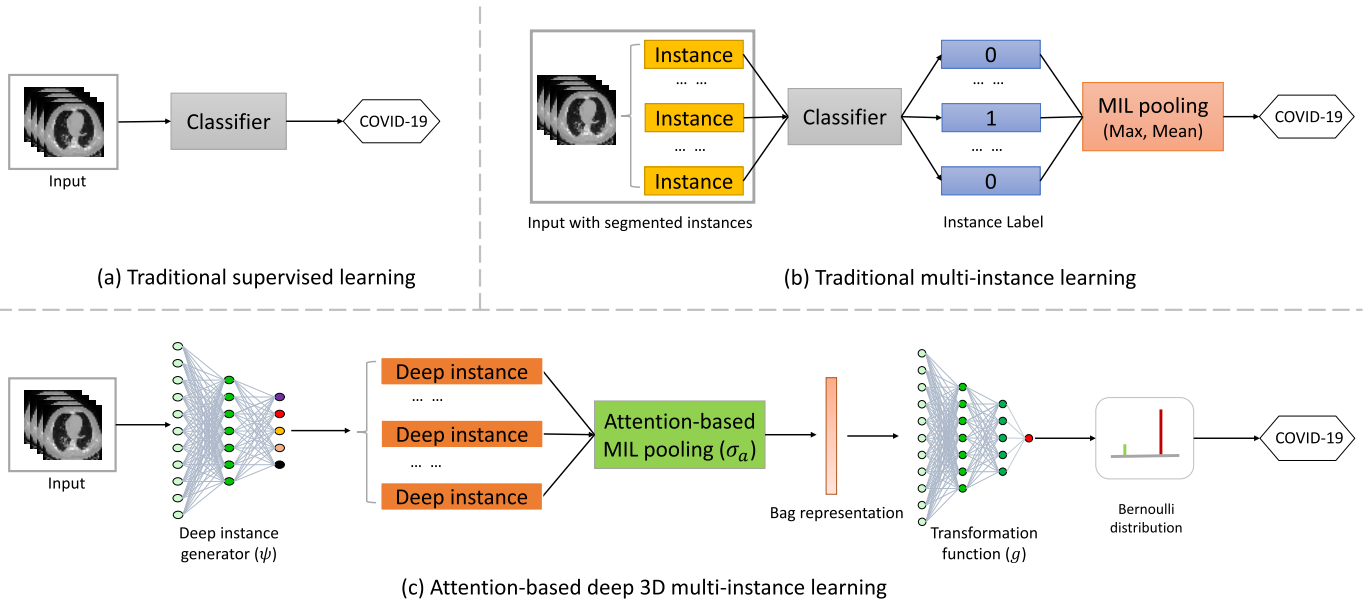 Input
Classifier
COVID-19
(a) Traditional supervised learning
Instance
... ...
Instance
... ...
Instance
Input with segmented instances
Classifier
0
... ...
1
... ...
0
Instance Label
MIL pooling
(Max, Mean)
COVID-19
(b) Traditional multi-instance learning
Input
Deep instance
generator (ψ)
Deep instance
... ...
Deep instance
... ...
Deep instance
Attention-based
MIL pooling (σₐ)
Bag representation
Transformation
function (g)
Bernoulli
distribution
COVID-19
(c) Attention-based deep 3D multi-instance learning